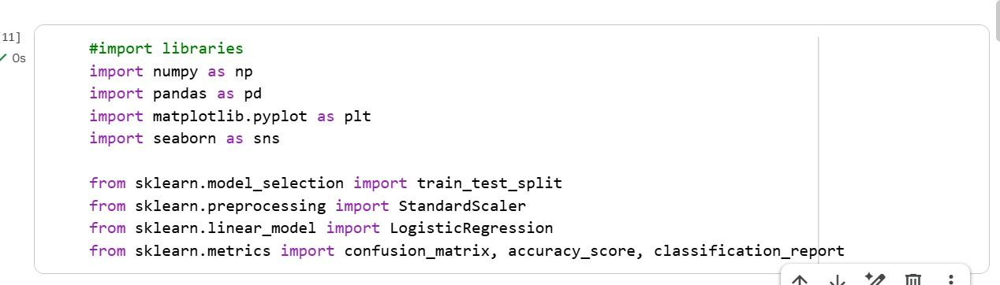 11]
0s
#import libraries
import numpy as np
import pandas as pd
import matplotlib.pyplot as plt
import seaborn as sns
from sklearn.model_selection import train_test_split
from sklearn.preprocessing import StandardScaler
from sklearn.linear_model import LogisticRegression
from sklearn.metrics import confusion_matrix, accuracy_score, classification_report